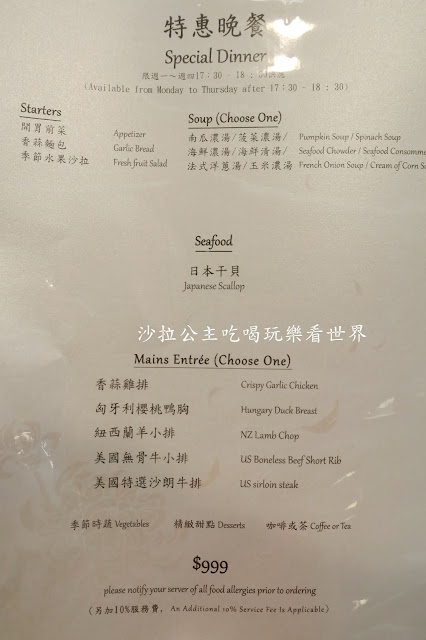 特惠晚餐
Special Dinner
限週一～週四17:30 - 18:30供應
(Available from Monday to Thursday after 17:30 - 18:30)
Starters
開胃前菜 Appetizer
香蒜麵包 Garlic Bread
季節水果沙拉 Fresh fruit Salad
Soup (Choose One)
南瓜濃湯/菠菜濃湯/ Pumpkin Soup / Spinach Soup
海鮮濃湯/海鮮清湯/ Seafood Chowder / Seafood Consomme
法式洋蔥湯/玉米濃湯 French Onion Soup / Cream of Corn So
Seafood
日本干貝
Japanese Scallop
沙拉公主吃喝玩樂看世界
Mains Entrée (Choose One)
香蒜雞排 Crispy Garlic Chicken
匈牙利櫻桃鴨胸 Hungary Duck Breast
紐西蘭羊小排 NZ Lamb Chop
美國無骨牛小排 US Boneless Beef Short Rib
美國特選沙朗牛排 US sirloin steak
季節時蔬 Vegetables 精緻甜點 Desserts 咖啡或茶 Coffee or Tea
$999
please notify your server of all food allergies prior to ordering
(另加10%服務費, An Additional 10% Service Fee Is Applicable)